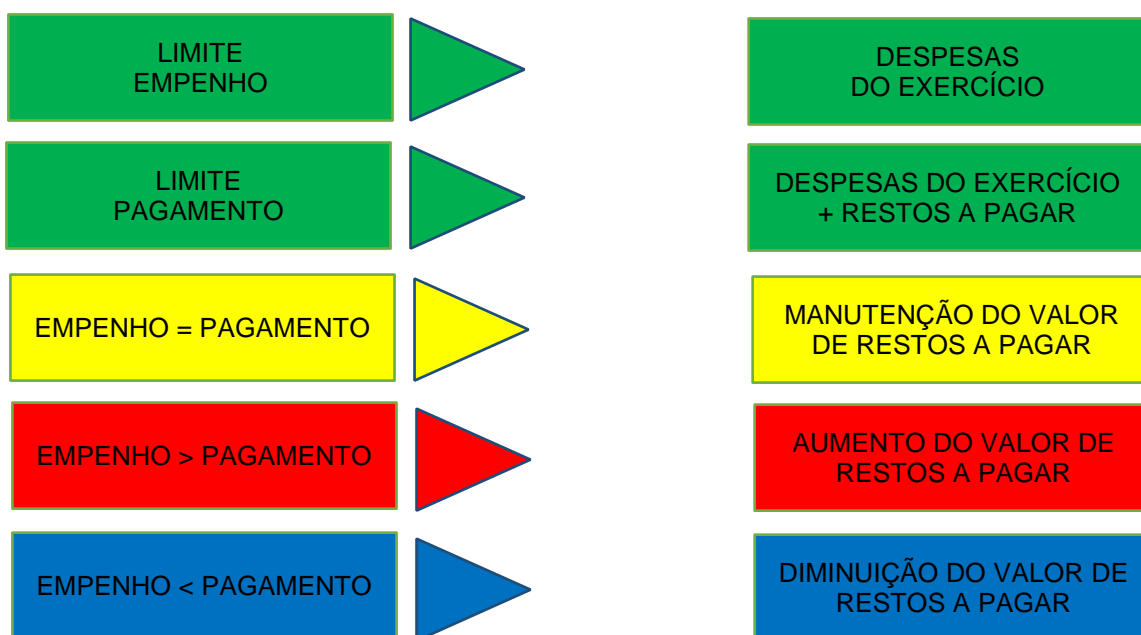 LIMITE
EMPENHO
DESPESAS
DO EXERCÍCIO
LIMITE
PAGAMENTO
DESPESAS DO EXERCÍCIO
+ RESTOS A PAGAR
EMPENHO = PAGAMENTO
MANUTENÇÃO DO VALOR
DE RESTOS A PAGAR
EMPENHO > PAGAMENTO
AUMENTO DO VALOR DE
RESTOS A PAGAR
EMPENHO < PAGAMENTO
DIMINUIÇÃO DO VALOR DE
RESTOS A PAGAR